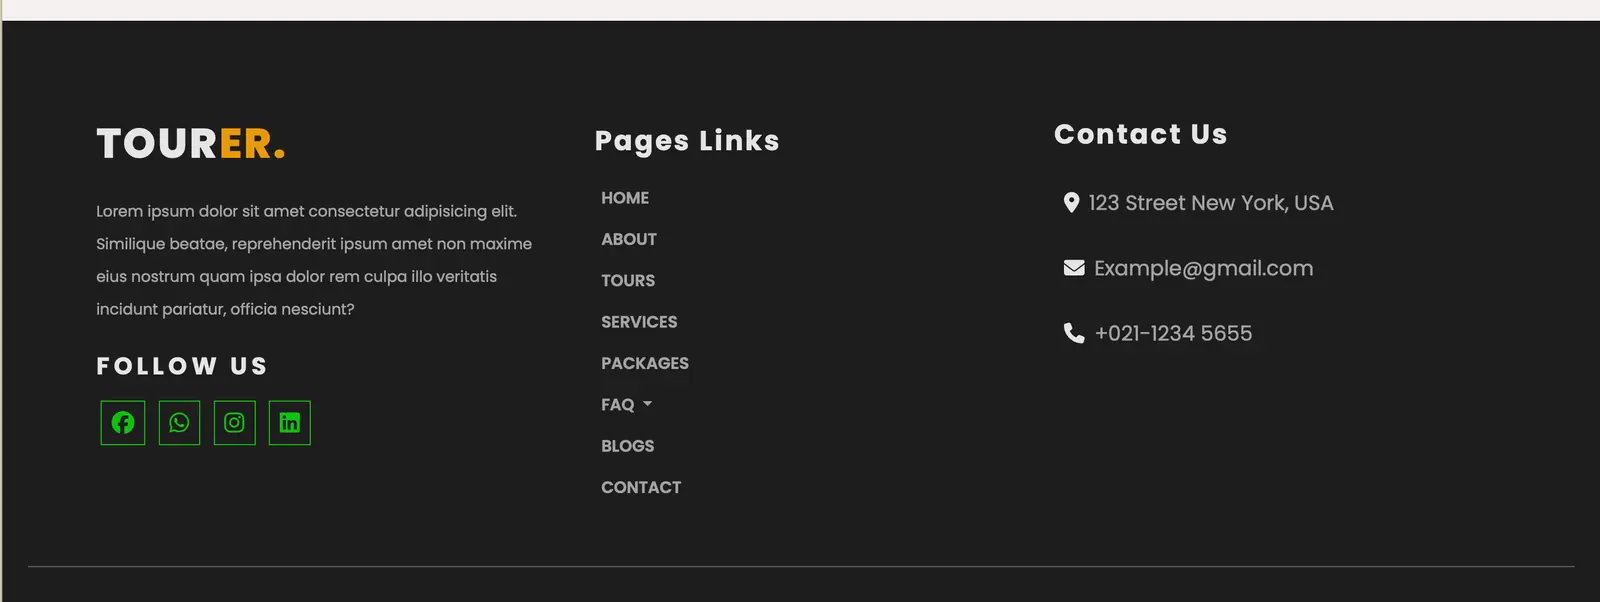 TOURER.
Lorem ipsum dolor sit amet consectetur adipisicing elit.
Similique beatae, reprehenderit ipsum amet non maxime
eius nostrum quam ipsa dolor rem culpa illo veritatis
incidunt pariatur, officia nesciunt?
FOLLOW US
Pages Links
HOME
ABOUT
TOURS
SERVICES
PACKAGES
FAQ
BLOGS
CONTACT
Contact Us
123 Street New York, USA
Example@gmail.com
+021-1234 5655